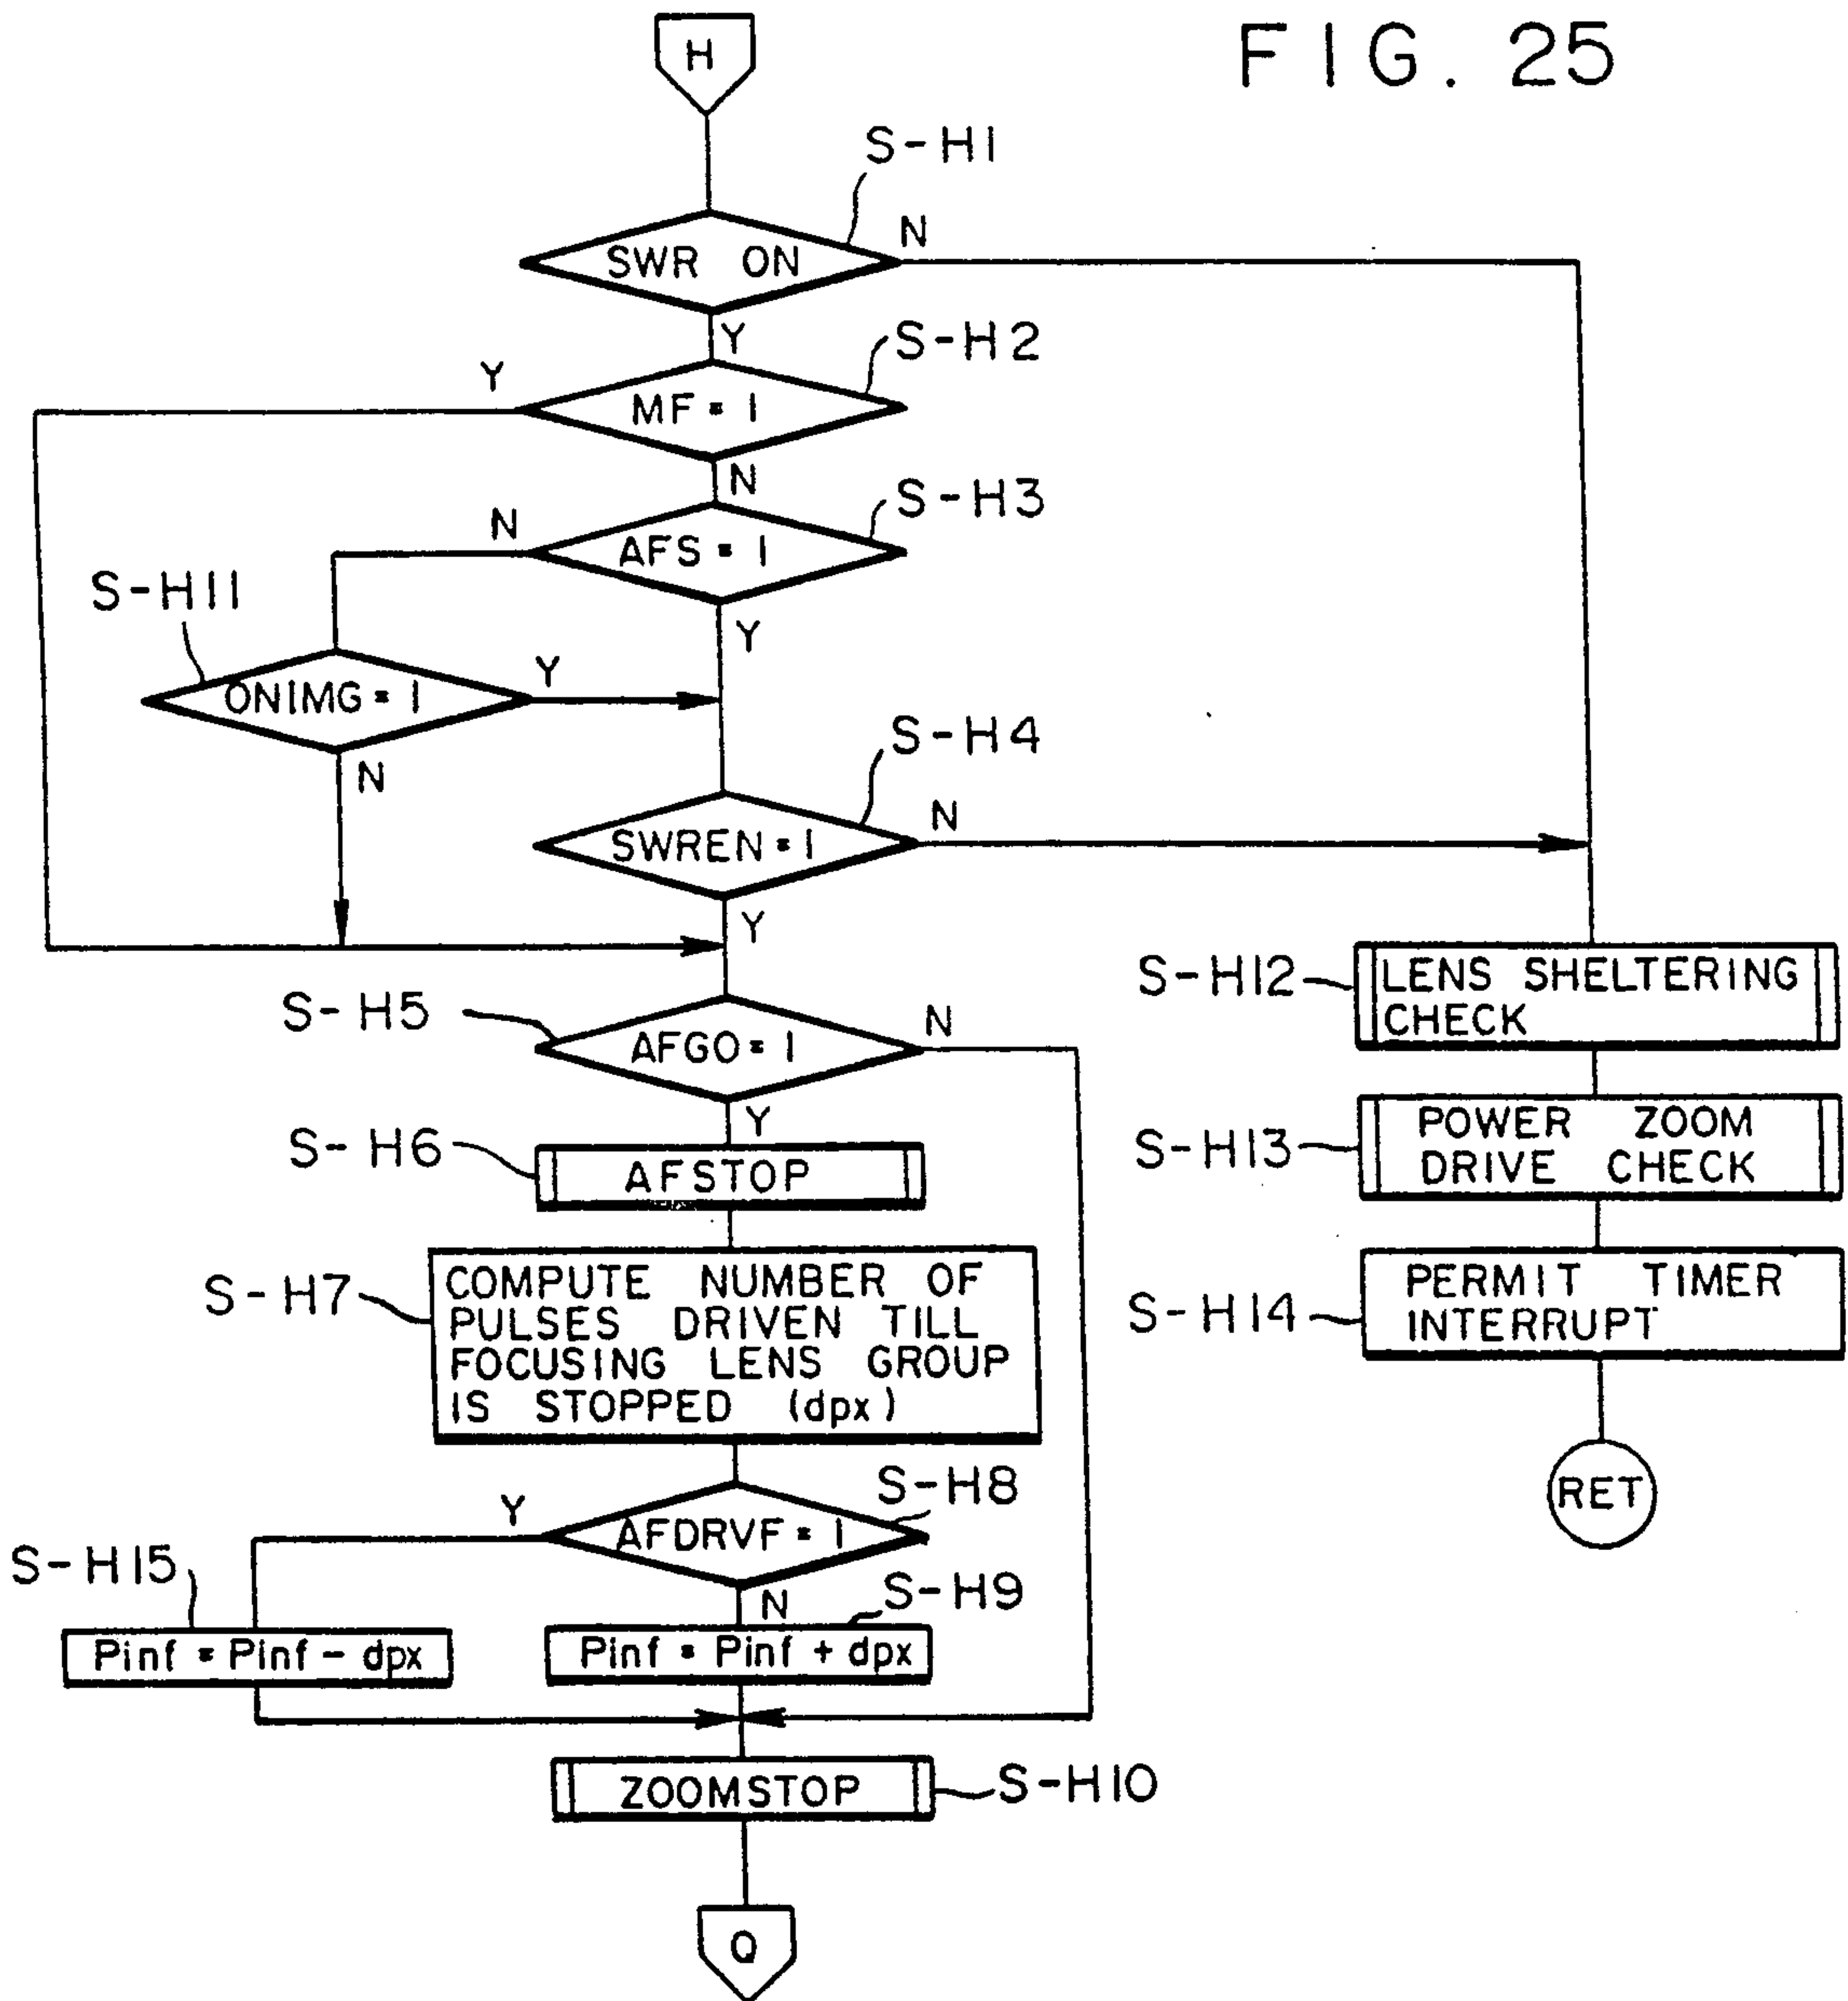 FIG. 25
H
S-H1
SWR ON
N
Y
S-H2
Y
MF = 1
N
S-H3
N
AFS = 1
S-H11
Y
ONIMG = 1
Y
N
S-H4
SWREN = 1
N
Y
S-H12
LENS SHELTERING
CHECK
S-H5
AFGO = 1
N
Y
S-H13
POWER ZOOM
DRIVE CHECK
S-H6
AFSTOP
S-H14
PERMIT TIMER
INTERRUPT
S-H7
COMPUTE NUMBER OF
PULSES DRIVEN TILL
FOCUSING LENS GROUP
IS STOPPED (dpx)
RET
S-H8
Y
AFDRVF = 1
N
S-H15
Pinf = Pinf - dpx
S-H9
Pinf = Pinf + dpx
ZOOMSTOP
S-H10
Q